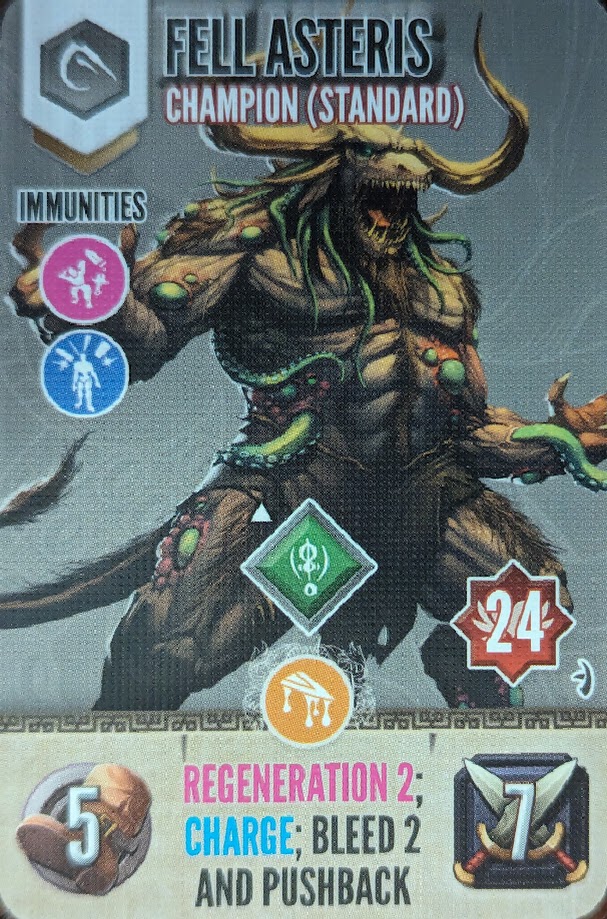 FELL ASTERIS
CHAMPION (STANDARD)
IMMUNITIES
24
5
REGENERATION 2;
CHARGE; BLEED 2
AND PUSHBACK
7